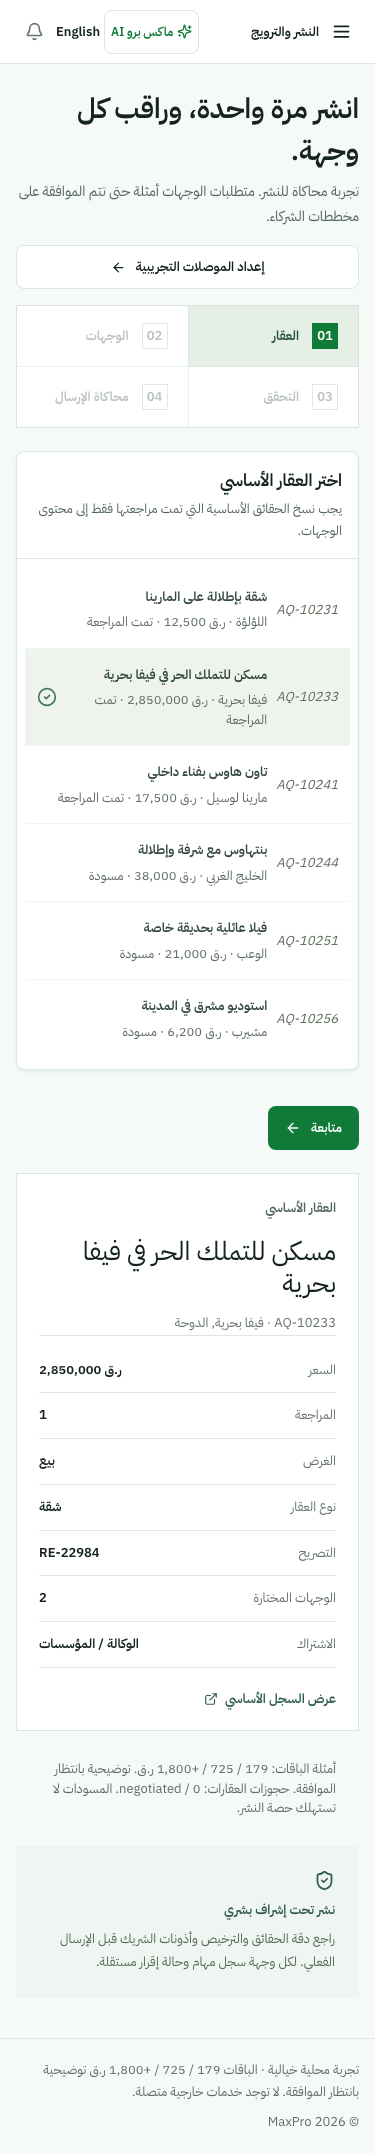 النشر والترويج
ماكس برو AI
English
انشر مرة واحدة، وراقب كل
وجهة.
تجربة محاكاة للنشر. متطلبات الوجهات أمثلة حتى تتم الموافقة على
مخططات الشركاء.
إعداد الموصلات التجريبية
01 العقار
02 الوجهات
03 التحقق
04 محاكاة الإرسال
اختر العقار الأساسي
يجب نسخ الحقائق الأساسية التي تمت مراجعتها فقط إلى محتوى
الوجهات.
AQ-10231
شقة بإطلالة على المارينا
اللؤلؤة · ر.ق 12,500 · تمت المراجعة
AQ-10233
مسكن للتملك الحر في فيفا بحرية
فيفا بحرية · ر.ق 2,850,000 · تمت
المراجعة
AQ-10241
تاون هاوس بفناء داخلي
مارينا لوسيل · ر.ق 17,500 · تمت المراجعة
AQ-10244
بنتهاوس مع شرفة وإطلالة
الخليج الغربي · ر.ق 38,000 · مسودة
AQ-10251
فيلا عائلية بحديقة خاصة
الوعب · ر.ق 21,000 · مسودة
AQ-10256
استوديو مشرق في المدينة
مشيرب · ر.ق 6,200 · مسودة
متابعة
العقار الأساسي
مسكن للتملك الحر في فيفا
بحرية
AQ-10233 · فيفا بحرية, الدوحة
السعر ر.ق 2,850,000
المراجعة 1
الغرض بيع
نوع العقار شقة
التصريح RE-22984
الوجهات المختارة 2
الاشتراك الوكالة / المؤسسات
عرض السجل الأساسي
أمثلة الباقات: 179 / 725 / +1,800 ر.ق. توضيحية بانتظار
الموافقة. حجوزات العقارات: 0 / negotiated. المسودات لا
تستهلك حصة النشر.
نشر تحت إشراف بشري
راجع دقة الحقائق والترخيص وأذونات الشريك قبل الإرسال
الفعلي. لكل وجهة سجل مهام وحالة إقرار مستقلة.
تجربة محلية خيالية · الباقات 179 / 725 / +1,800 ر.ق توضيحية
بانتظار الموافقة. لا توجد خدمات خارجية متصلة.
© 2026 MaxPro